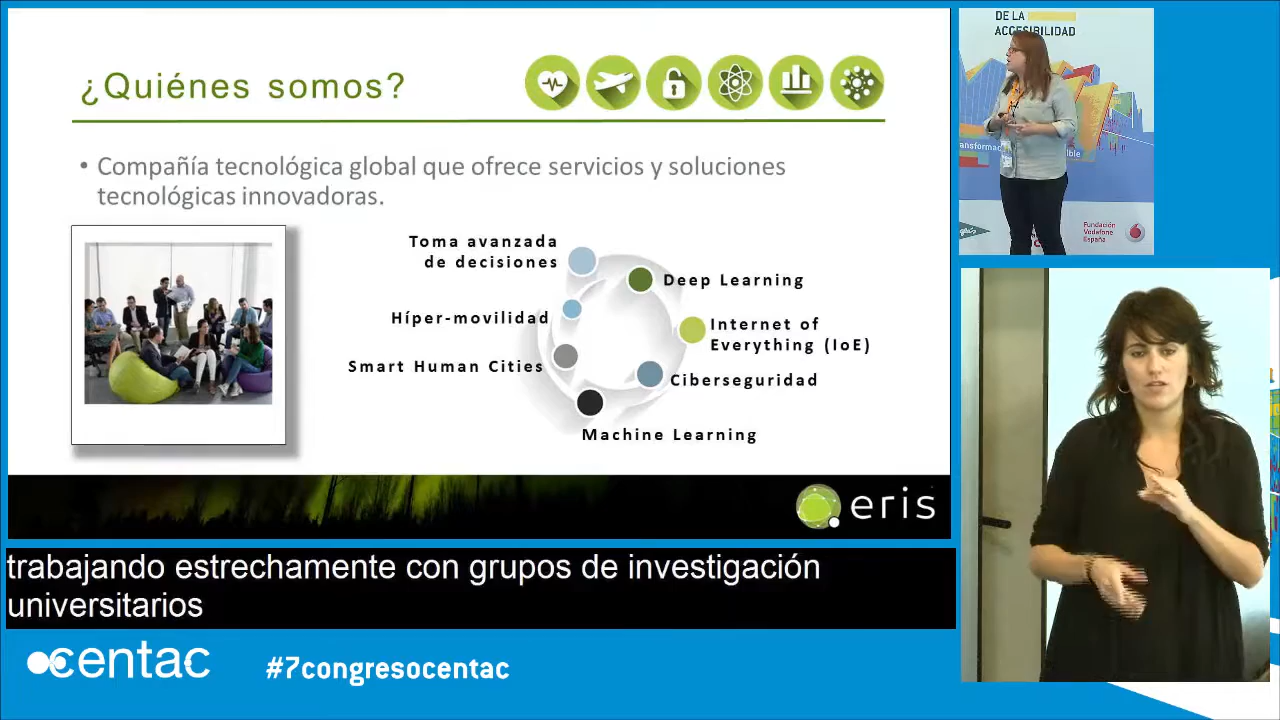 ¿Quiénes somos?
• Compañía tecnológica global que ofrece servicios y soluciones
tecnológicas innovadoras.
Toma avanzada
de decisiones
Deep Learning
Híper-movilidad
Internet of
Everything (IoE)
Smart Human Cities
Ciberseguridad
Machine Learning
eris
trabajando estrechamente con grupos de investigación
universitarios
centac
#7congresocentac
DE LA
ACCESIBILIDAD
Fundación
Vodafone
España